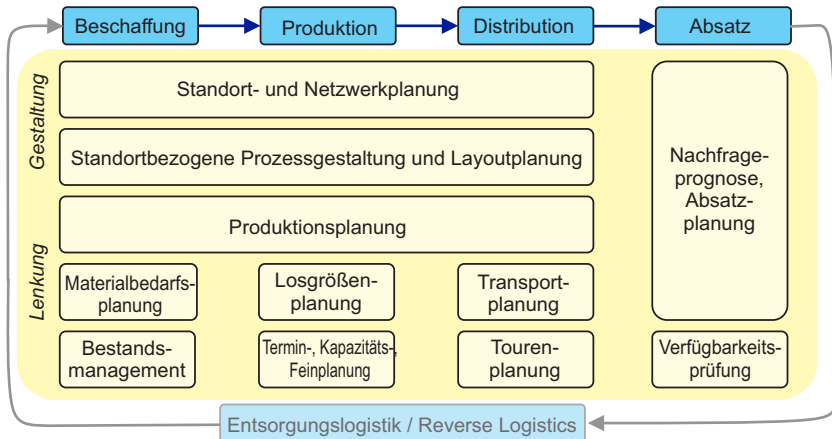 Beschaffung
Produktion
Distribution
Absatz
Gestaltung
Standort- und Netzwerkplanung
Standortbezogene Prozessgestaltung und Layoutplanung
Nachfrage-
prognose,
Absatz-
planung
Lenkung
Produktionsplanung
Materialbedarfs-
planung
Losgrößen-
planung
Transport-
planung
Bestands-
management
Termin-, Kapazitäts-,
Feinplanung
Touren-
planung
Verfügbarkeits-
prüfung
Entsorgungslogistik / Reverse Logistics